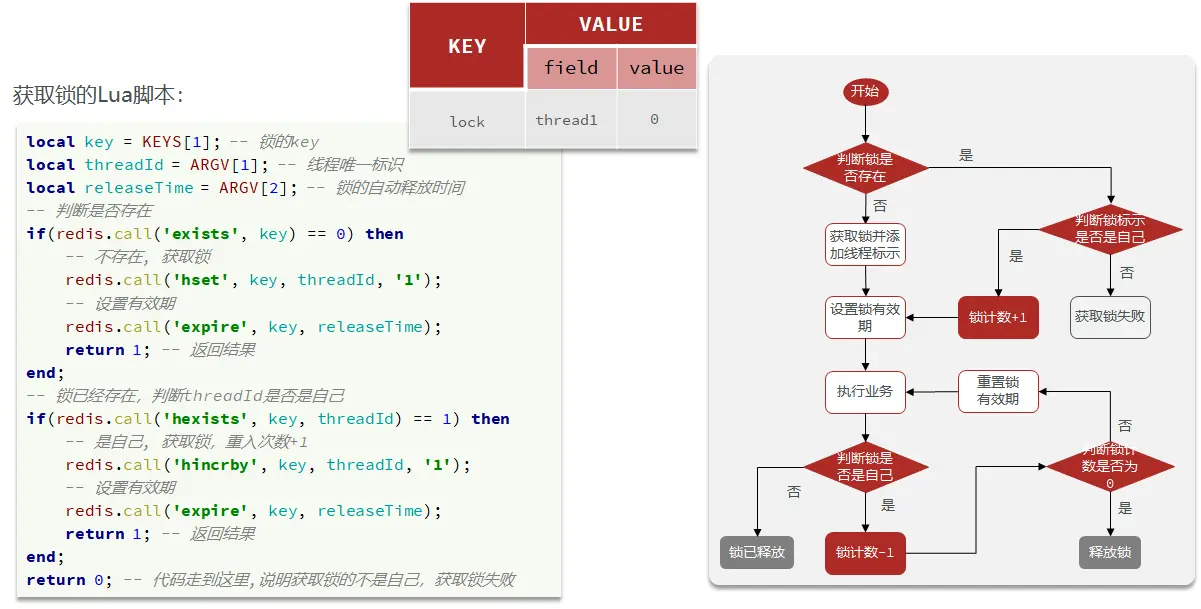 KEY
VALUE
field
value
lock
thread1
0
获取锁的Lua脚本：
local key = KEYS[1]; -- 锁的key
local threadId = ARGV[1]; -- 线程唯一标识
local releaseTime = ARGV[2]; -- 锁的自动释放时间
-- 判断是否存在
if(redis.call('exists', key) == 0) then
-- 不存在, 获取锁
redis.call('hset', key, threadId, '1');
-- 设置有效期
redis.call('expire', key, releaseTime);
return 1; -- 返回结果
end;
-- 锁已经存在，判断threadId是否是自己
if(redis.call('hexists', key, threadId) == 1) then
-- 是自己, 获取锁，重入次数+1
redis.call('hincrby', key, threadId, '1');
-- 设置有效期
redis.call('expire', key, releaseTime);
return 1; -- 返回结果
end;
return 0; -- 代码走到这里,说明获取锁的不是自己，获取锁失败
开始
判断锁是
否存在
是
否
判断锁标示
是否是自己
获取锁并添
加线程标示
是
否
设置锁有效
期
锁计数+1
获取锁失败
执行业务
重置锁
有效期
否
判断锁是
否是自己
判断锁计
数是否为
0
否
是
是
锁已释放
锁计数-1
释放锁